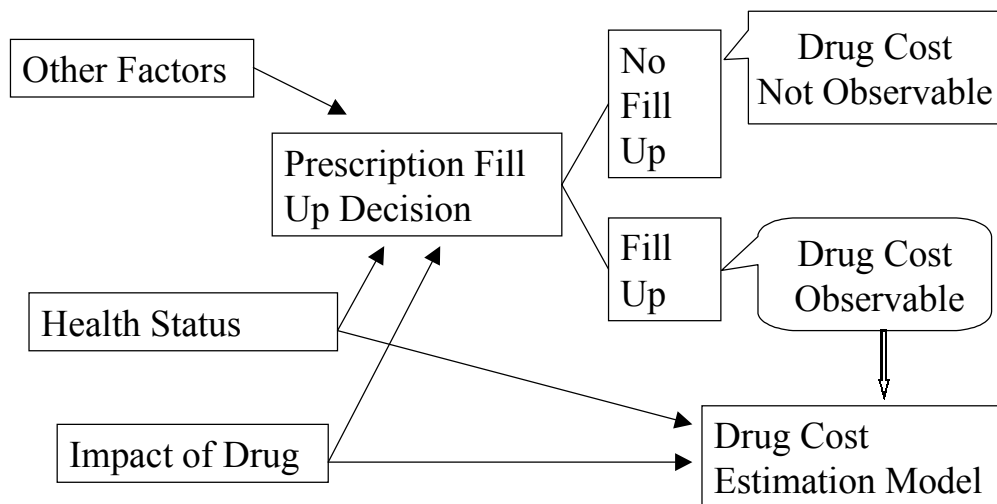 Other Factors
No
Fill
Up
Drug Cost
Not Observable
Prescription Fill
Up Decision
Fill
Up
Drug Cost
Observable
Health Status
Impact of Drug
Drug Cost
Estimation Model